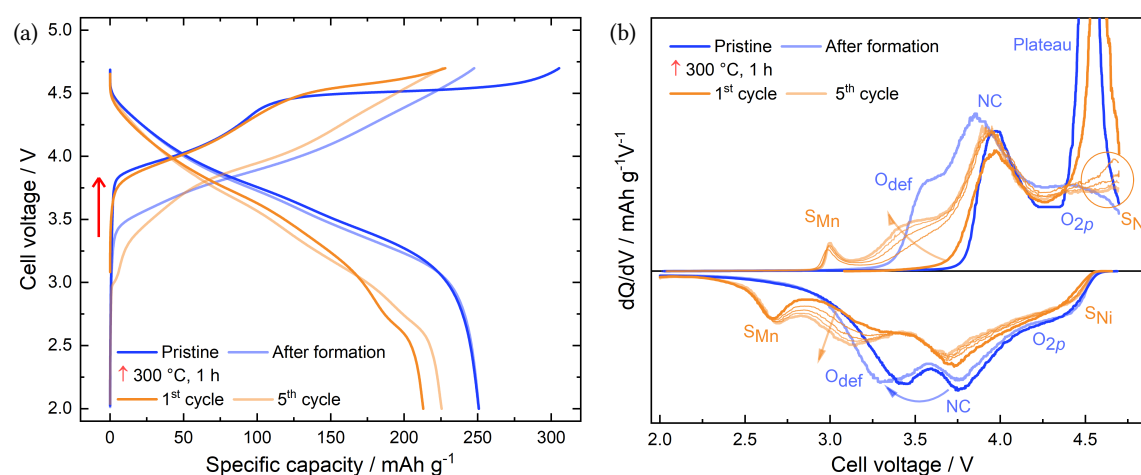 (a)
5.0
4.5
4.0
3.5
3.0
2.5
2.0
Cell voltage / V
Pristine After formation
↑ 300 °C, 1 h
1st cycle 5th cycle
0 50 100 150 200 250 300
Specific capacity / mAh g-1
(b)
Pristine After formation
↑ 300 °C, 1 h
1st cycle 5th cycle
Plateau
NC
Odef
SMn
O2p
SN
dQ/dV / mAh g-1V-1
SMn
Odef
NC
O2p
SNi
2.0 2.5 3.0 3.5 4.0 4.5
Cell voltage / V